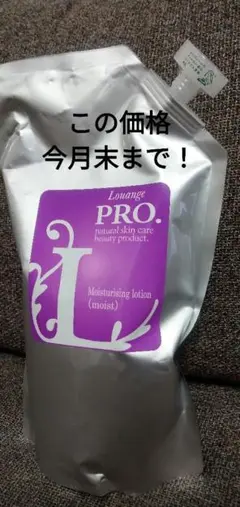 この価格
今月末まで！
Louange
PRO.
natural skin care
beauty product.
L
Moisturising lotion
(moist)